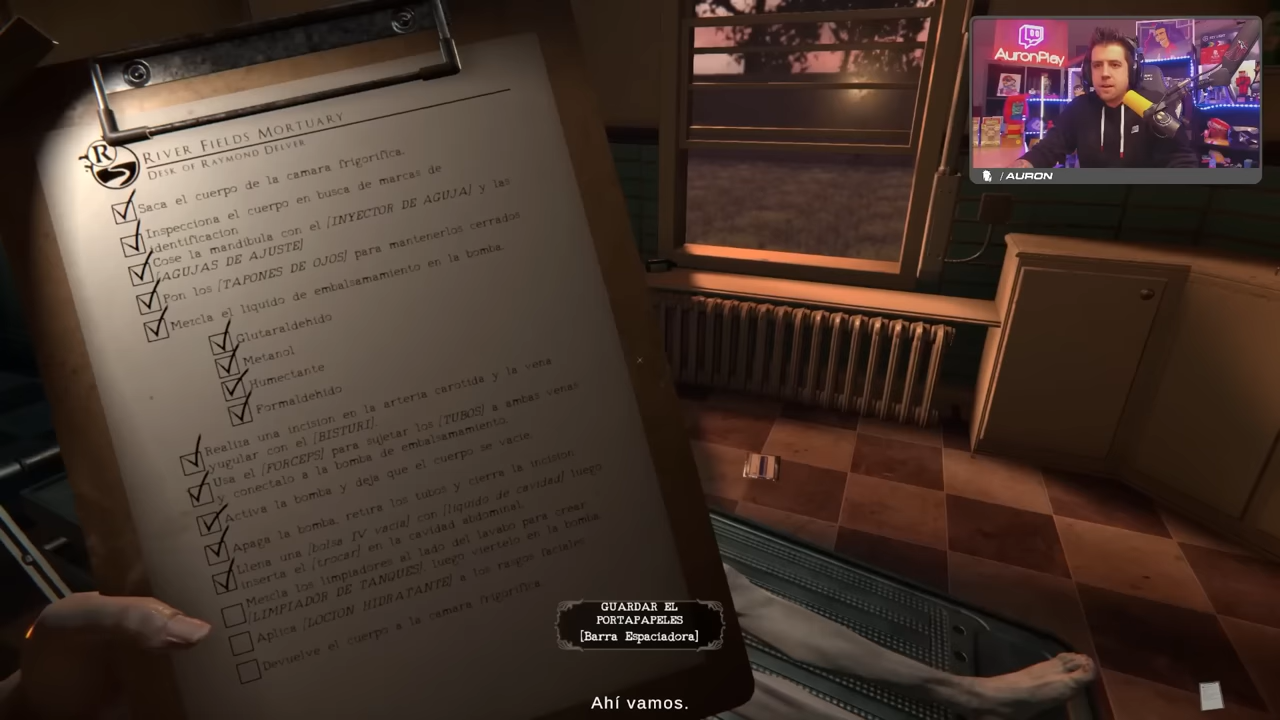 AuronPlay
/AURON
R
RIVER FIELDS MORTUARY
DESK OF RAYMOND DELVER
Saca el cuerpo de la camara frigorifica.
Inspecciona el cuerpo en busca de marcas de
identificacion
Cose la mandibula con el [INYECTOR DE AGUJA] y las
[AGUJAS DE AJUSTE]
Pon los [TAPONES DE OJOS] para mantenerlos cerrados
Mezcla el liquido de embalsamamiento en la bomba.
Glutaraldehido
Metanol
Humectante
Formaldehido
Realiza una incision en la arteria carotida y la vena
yugular con el [BISTURI].
Usa el [FORCEPS] para sujetar los [TUBOS] a ambas venas
y conectalo a la bomba de embalsamamiento.
Activa la bomba y deja que el cuerpo se vacie.
Apaga la bomba, retira los tubos y cierra la incision
Llena una [bolsa IV vacia] con [liquido de cavidad] luego
inserta el [trocar] en la cavidad abdominal.
Mezcla los limpiadores al lado del lavabo para crear
[LIMPIADOR DE TANQUES], luego viertelo en la bomba.
Aplica [LOCION HIDRATANTE] a los rasgos faciales
Devuelve el cuerpo a la camara frigorifica.
GUARDAR EL
PORTAPAPELES
[Barra Espaciadora]
Ahí vamos.